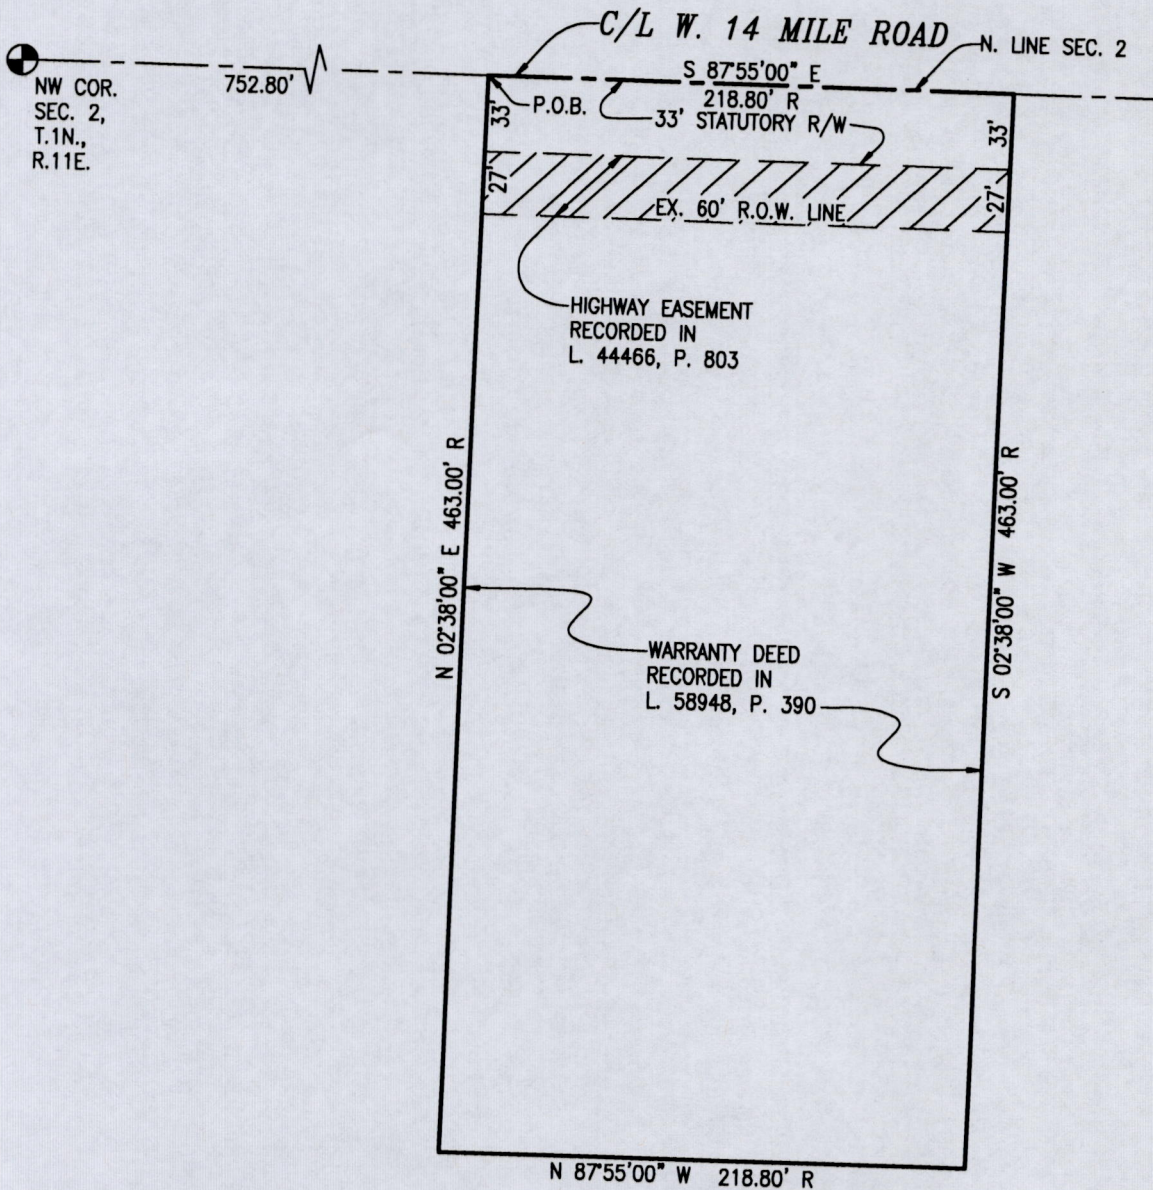 C/L W. 14 MILE ROAD
N. LINE SEC. 2
NW COR.
SEC. 2,
T.1N.,
R.11E.
752.80'
S 87°55'00" E
218.80' R
P.O.B.
33' STATUTORY R/W
33'
33'
27'
27'
EX. 60' R.O.W. LINE
HIGHWAY EASEMENT
RECORDED IN
L. 44466, P. 803
N 02°38'00" E 463.00' R
S 02°38'00" W 463.00' R
WARRANTY DEED
RECORDED IN
L. 58948, P. 390
N 87°55'00" W 218.80' R